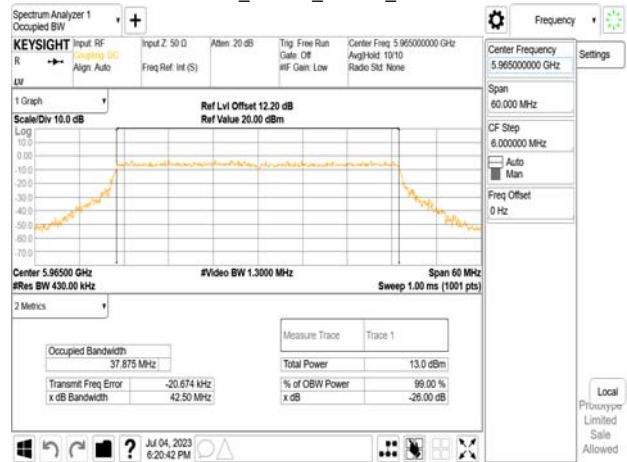 Spectrum Analyzer 1
Occupied BW
Frequency
KEYSIGHT
R
Input: RF
Coupling: DC
Align: Auto
Input Z: 50 Ω
Freq Ref: Int (S)
Atten: 20 dB
Trig: Free Run
Gate: Off
#IF Gain: Low
Center Freq: 5.965000000 GHz
Avg|Hold: 10/10
Radio Std: None
Center Frequency
5.965000000 GHz
Settings
Span
60.000 MHz
CF Step
6.000000 MHz
Auto
Man
Freq Offset
0 Hz
1 Graph
Scale/Div 10.0 dB
Ref Lvl Offset 12.20 dB
Ref Value 20.00 dBm
Log
10.0
0.00
-10.0
-20.0
-30.0
-40.0
-50.0
-60.0
-70.0
Center 5.96500 GHz
#Res BW 430.00 kHz
#Video BW 1.3000 MHz
Span 60 MHz
Sweep 1.00 ms (1001 pts)
2 Metrics
Measure Trace
Trace 1
Occupied Bandwidth
37.875 MHz
Total Power
13.0 dBm
Transmit Freq Error
-20.674 kHz
% of OBW Power
99.00 %
x dB Bandwidth
42.50 MHz
x dB
-26.00 dB
Local
Prototype
Limited
Sale
Allowed
?
Jul 04, 2023
6:20:42 PM